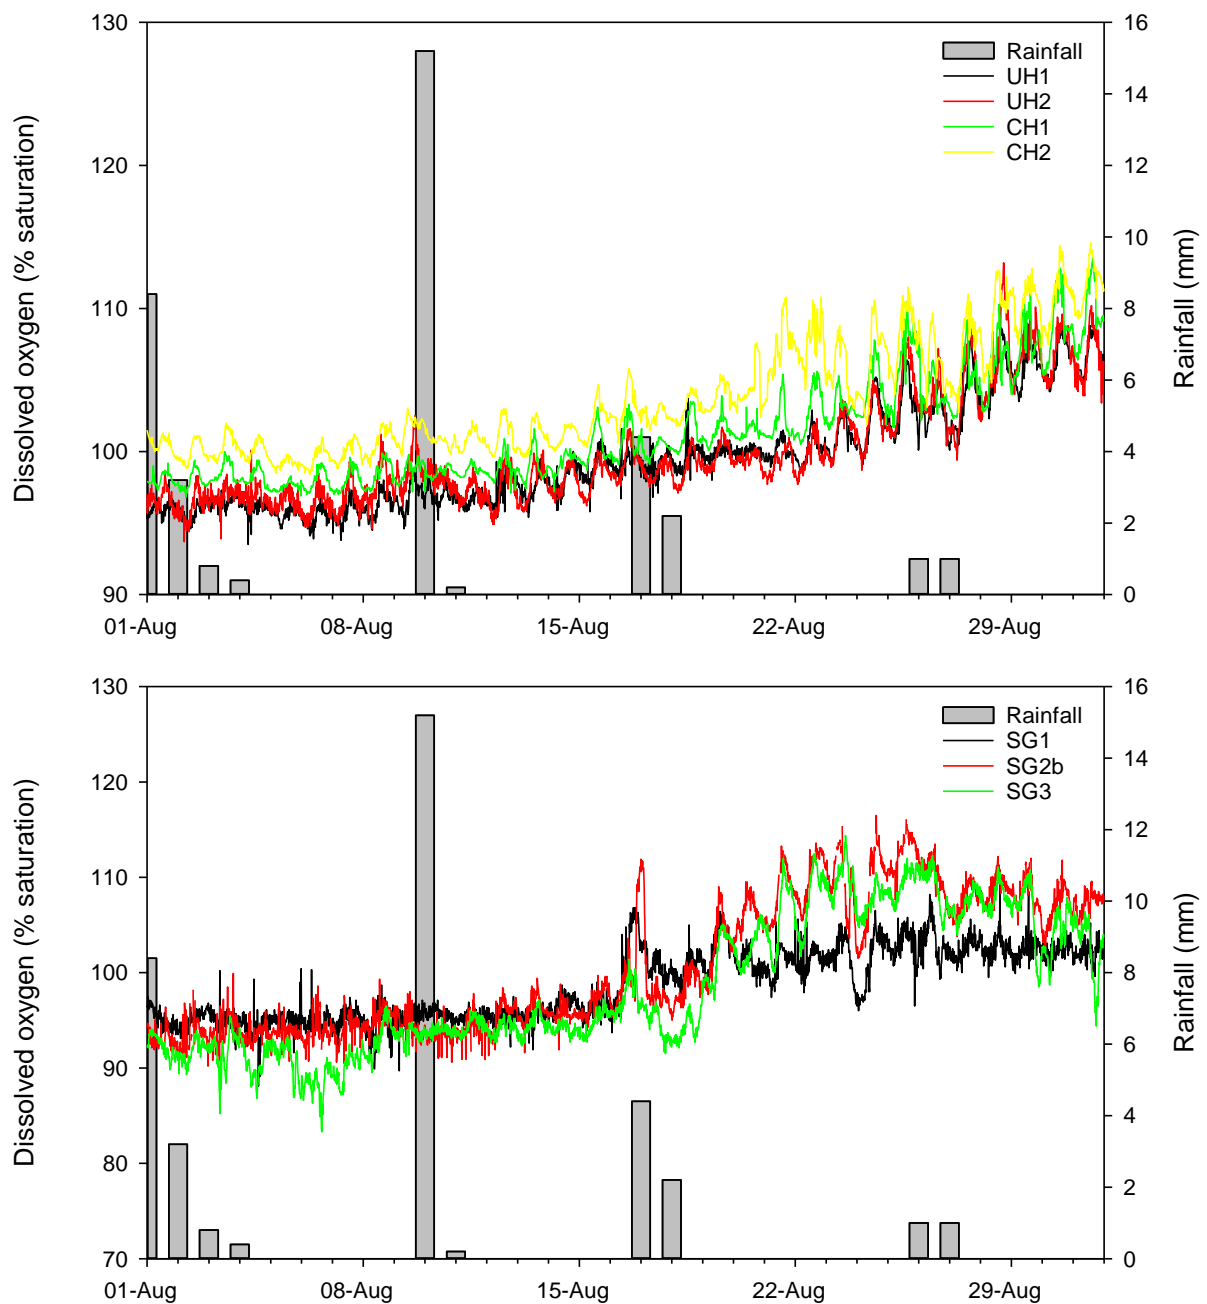 130
120
110
100
90
Dissolved oxygen (% saturation)
16
14
12
10
8
6
4
2
0
Rainfall (mm)
Rainfall
UH1
UH2
CH1
CH2
01-Aug
08-Aug
15-Aug
22-Aug
29-Aug
130
120
110
100
90
80
70
Dissolved oxygen (% saturation)
16
14
12
10
8
6
4
2
0
Rainfall (mm)
Rainfall
SG1
SG2b
SG3
01-Aug
08-Aug
15-Aug
22-Aug
29-Aug